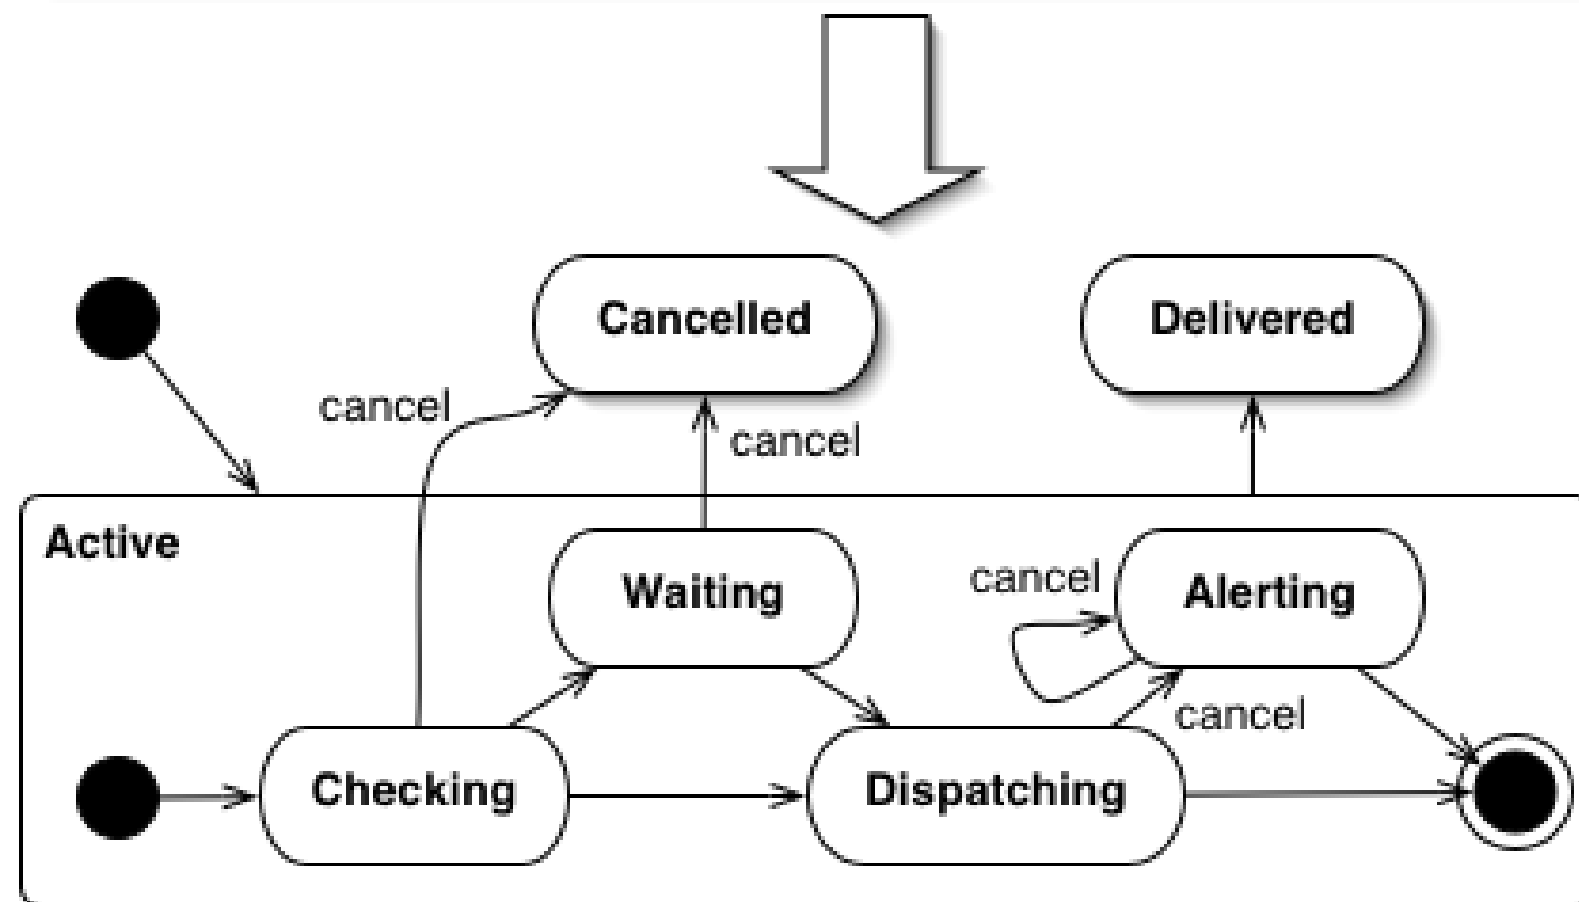 Cancelled
Delivered
cancel
cancel
Active
Waiting
cancel
Alerting
cancel
Checking
Dispatching